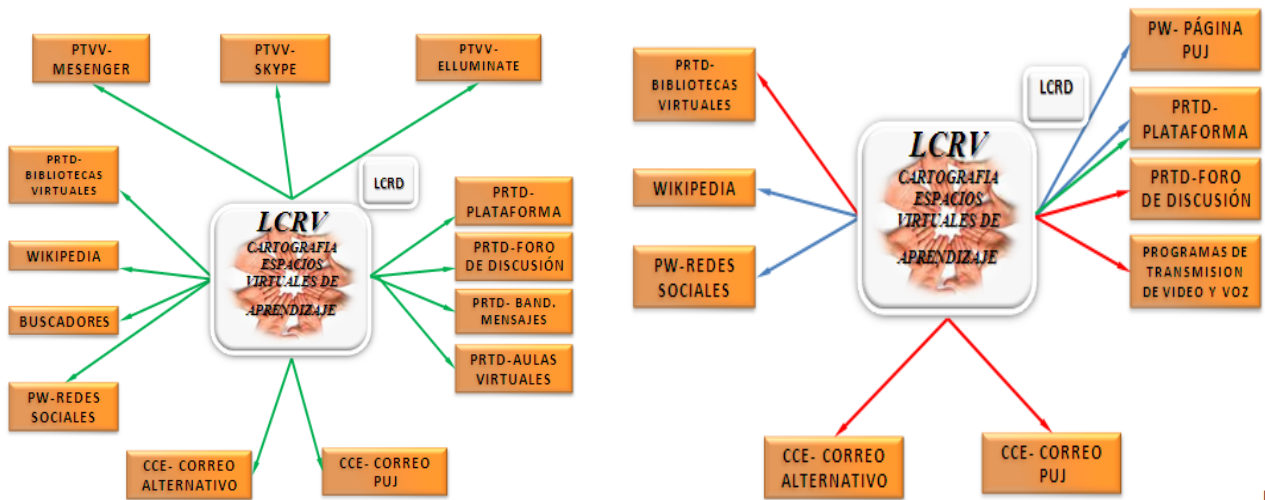 PTVV-
MESENGER
PTVV-
SKYPE
PTVV-
ELLUMINATE
PRTD-
BIBLIOTECAS
VIRTUALES
WIKIPEDIA
BUSCADORES
PW-REDES
SOCIALES
LCRD
LCRV
CARTOGRAFIA
ESPACIOS
VIRTUALES DE
APRENDIZAJE
PRTD-
PLATAFORMA
PRTD-FORO
DE DISCUSIÓN
PRTD- BAND.
MENSAJES
PRTD-AULAS
VIRTUALES
CCE- CORREO
ALTERNATIVO
CCE- CORREO
PUJ
PRTD-
BIBLIOTECAS
VIRTUALES
WIKIPEDIA
PW-REDES
SOCIALES
LCRD
LCRV
CARTOGRAFIA
ESPACIOS
VIRTUALES DE
APRENDIZAJE
PW- PÁGINA
PUJ
PRTD-
PLATAFORMA
PRTD-FORO
DE DISCUSIÓN
PROGRAMAS DE
TRANSMISION
DE VIDEO Y VOZ
CCE- CORREO
ALTERNATIVO
CCE- CORREO
PUJ